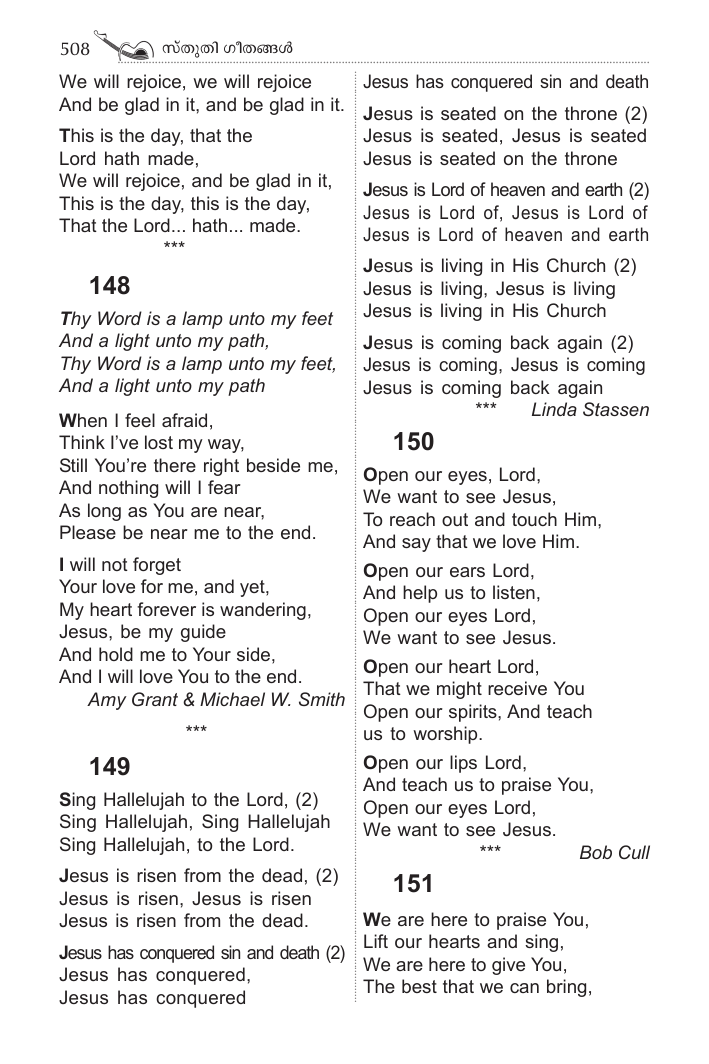 508 സ്തുതി ഗീതങ്ങൾ
We will rejoice, we will rejoice
And be glad in it, and be glad in it.
This is the day, that the
Lord hath made,
We will rejoice, and be glad in it,
This is the day, this is the day,
That the Lord... hath... made.
***
148
Thy Word is a lamp unto my feet
And a light unto my path,
Thy Word is a lamp unto my feet,
And a light unto my path
When I feel afraid,
Think I've lost my way,
Still You're there right beside me,
And nothing will I fear
As long as You are near,
Please be near me to the end.
I will not forget
Your love for me, and yet,
My heart forever is wandering,
Jesus, be my guide
And hold me to Your side,
And I will love You to the end.
Amy Grant & Michael W. Smith
***
149
Sing Hallelujah to the Lord, (2)
Sing Hallelujah, Sing Hallelujah
Sing Hallelujah, to the Lord.
Jesus is risen from the dead, (2)
Jesus is risen, Jesus is risen
Jesus is risen from the dead.
Jesus has conquered sin and death (2)
Jesus has conquered,
Jesus has conquered
Jesus has conquered sin and death
Jesus is seated on the throne (2)
Jesus is seated, Jesus is seated
Jesus is seated on the throne
Jesus is Lord of heaven and earth (2)
Jesus is Lord of, Jesus is Lord of
Jesus is Lord of heaven and earth
Jesus is living in His Church (2)
Jesus is living, Jesus is living
Jesus is living in His Church
Jesus is coming back again (2)
Jesus is coming, Jesus is coming
Jesus is coming back again
*** Linda Stassen
150
Open our eyes, Lord,
We want to see Jesus,
To reach out and touch Him,
And say that we love Him.
Open our ears Lord,
And help us to listen,
Open our eyes Lord,
We want to see Jesus.
Open our heart Lord,
That we might receive You
Open our spirits, And teach
us to worship.
Open our lips Lord,
And teach us to praise You,
Open our eyes Lord,
We want to see Jesus.
*** Bob Cull
151
We are here to praise You,
Lift our hearts and sing,
We are here to give You,
The best that we can bring,